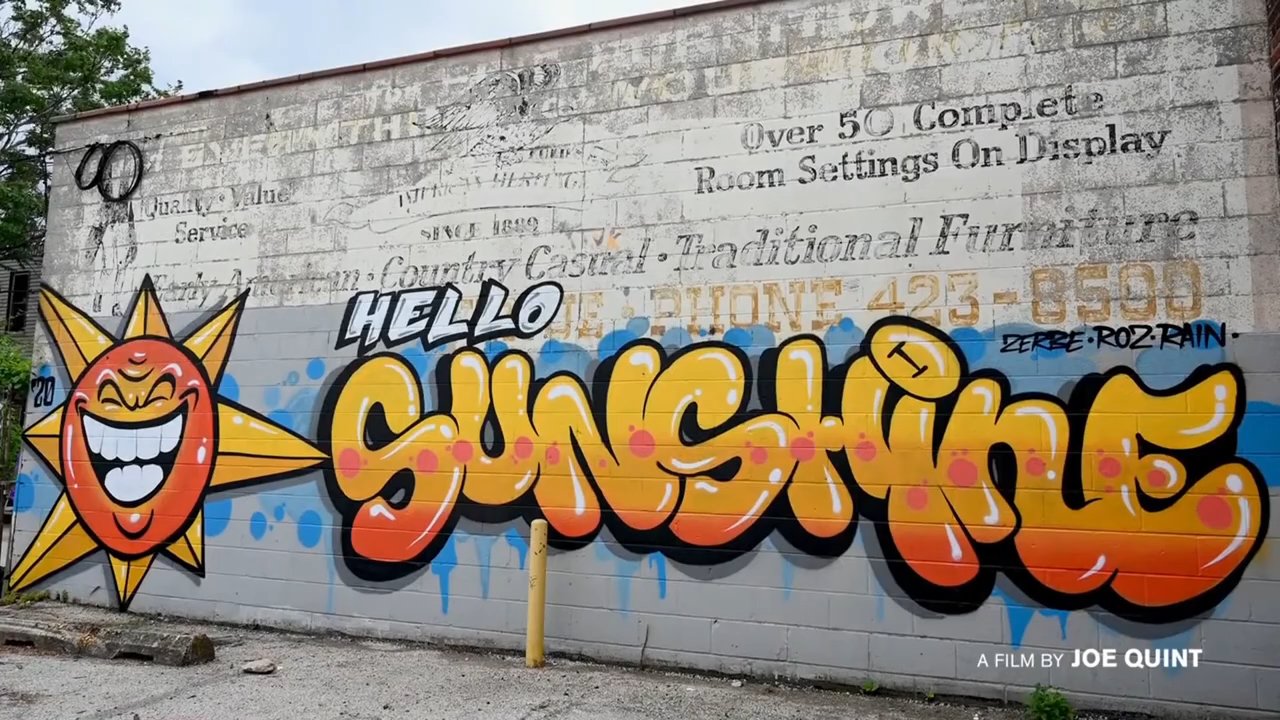 Over 50 Complete
Room Settings On Display
Quality · Value
Service
SINCE 1889
Early American · Country Casual · Traditional Furniture
PHONE 423-8500
HELLO
SUNSHINE
ZERBE · ROZ · RAIN ·
'20
A FILM BY JOE QUINT